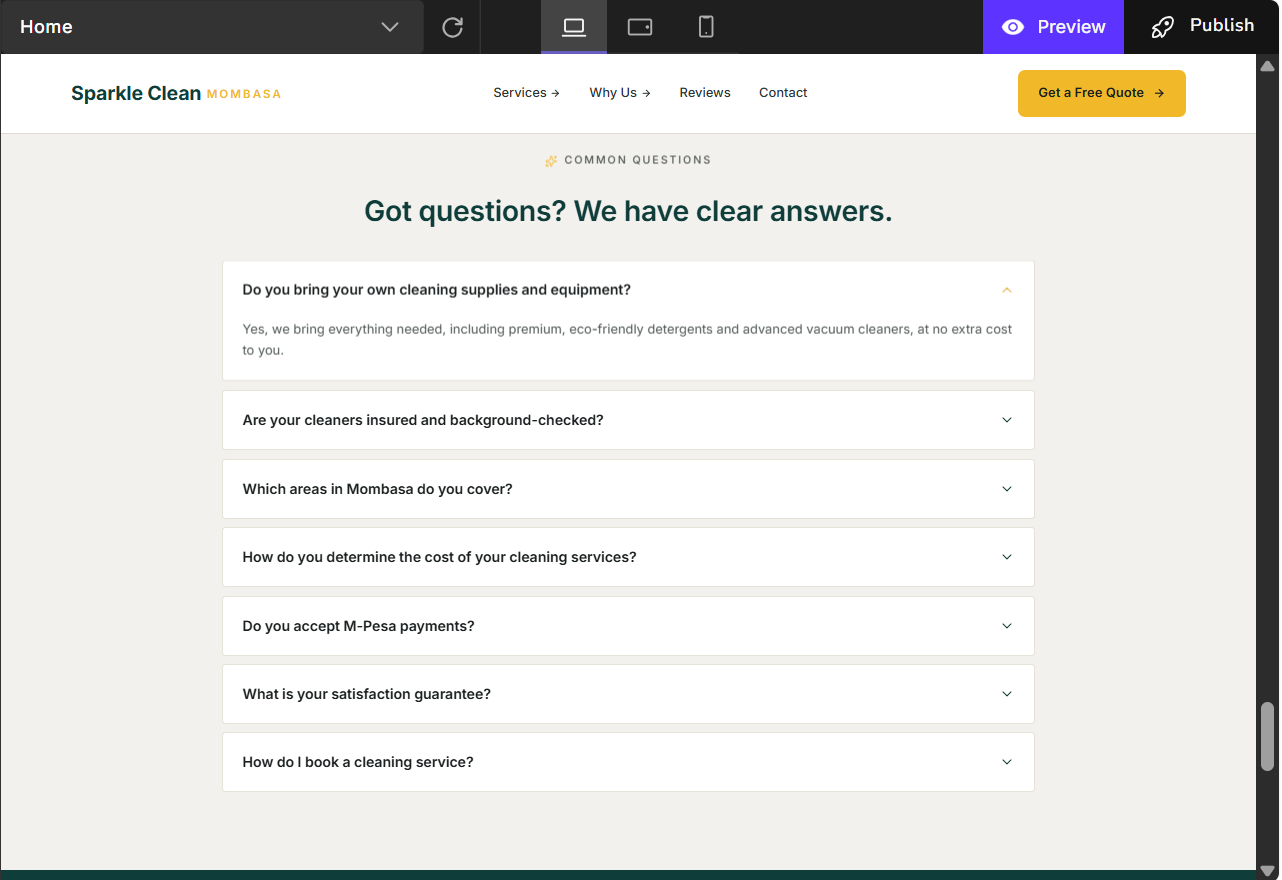 Home
Preview
Publish
Sparkle Clean MOMBASA
Services →
Why Us →
Reviews
Contact
Get a Free Quote →
COMMON QUESTIONS
Got questions? We have clear answers.
Do you bring your own cleaning supplies and equipment?
Yes, we bring everything needed, including premium, eco-friendly detergents and advanced vacuum cleaners, at no extra cost
to you.
Are your cleaners insured and background-checked?
Which areas in Mombasa do you cover?
How do you determine the cost of your cleaning services?
Do you accept M-Pesa payments?
What is your satisfaction guarantee?
How do I book a cleaning service?